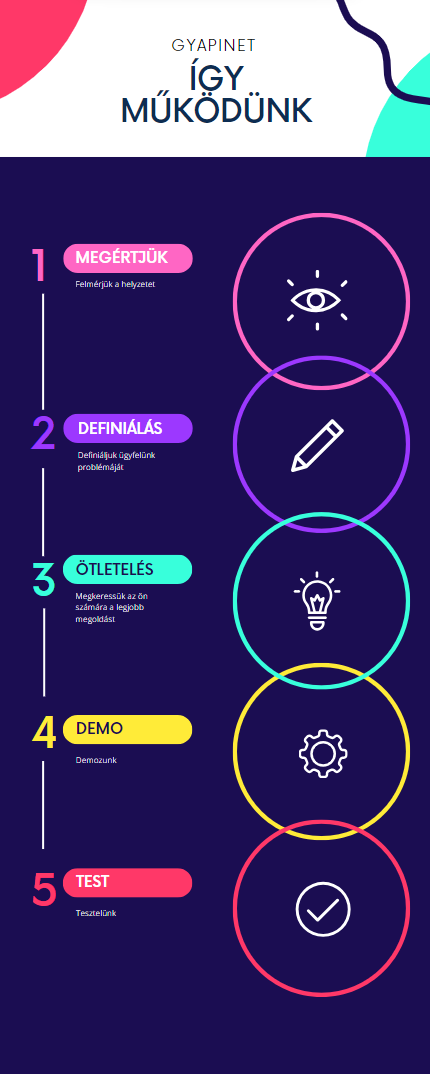 GYAPINET
ÍGY
MŰKÖDÜNK
1
MEGÉRTJÜK
Felmérjük a helyzetet
2
DEFINIÁLÁS
Definiáljuk ügyfelünk
problémáját
3
ÖTLETELÉS
Megkeressük az ön
számára a legjobb
megoldást
4
DEMO
Demozunk
5
TEST
Tesztelünk